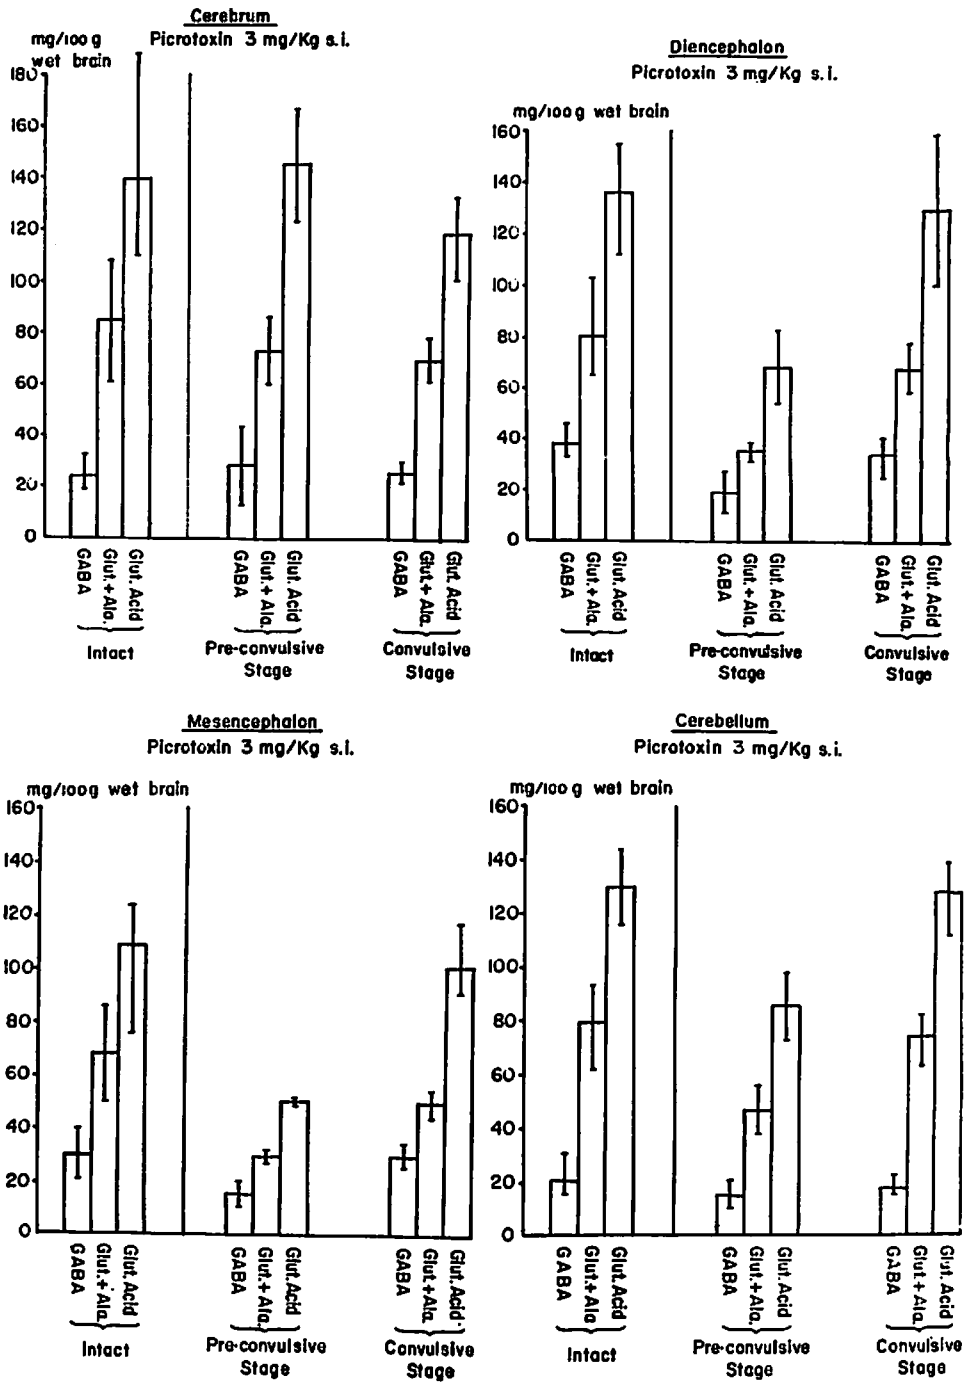 Cerebrum
Picrotoxin 3 mg/Kg s.i.
mg/100 g
wet brain
180
160
140
120
100
80
60
40
20
0
GABA
Glut.+Ala.
Glut. Acid
GABA
Glut.+Ala.
Glut. Acid
GABA
Glut.+Ala.
Glut. Acid
Intact
Pre-convulsive
Stage
Convulsive
Stage
Diencephalon
Picrotoxin 3 mg/Kg s.i.
mg/100 g wet brain
160
140
120
100
80
60
40
20
0
GABA
Glut.+Ala.
Glut. Acid
GABA
Glut.+Ala.
Glut. Acid
GABA
Glut.+Ala.
Glut. Acid
Intact
Pre-convulsive
Stage
Convulsive
Stage
Mesencephalon
Picrotoxin 3 mg/Kg s.i.
mg/100 g wet brain
160
140
120
100
80
60
40
20
0
GABA
Glut.+Ala.
Glut. Acid
GABA
Glut.+Ala.
Glut. Acid
GABA
Glut.+Ala.
Glut. Acid
Intact
Pre-convulsive
Stage
Convulsive
Stage
Cerebellum
Picrotoxin 3 mg/Kg s.i.
mg/100 g wet brain
160
140
120
100
80
60
40
20
0
GABA
Glut.+Ala.
Glut. Acid
GABA
Glut.+Ala.
Glut. Acid
GABA
Glut.+Ala.
Glut. Acid
Intact
Pre-convulsive
Stage
Convulsive
Stage